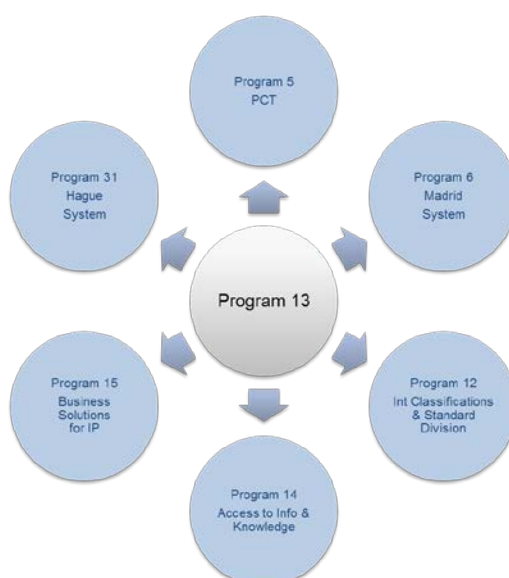 Program 5
PCT
Program 31
Hague
System
Program 6
Madrid
System
Program 13
Program 15
Business
Solutions
for IP
Program 12
Int Classifications
& Standard
Division
Program 14
Access to Info &
Knowledge